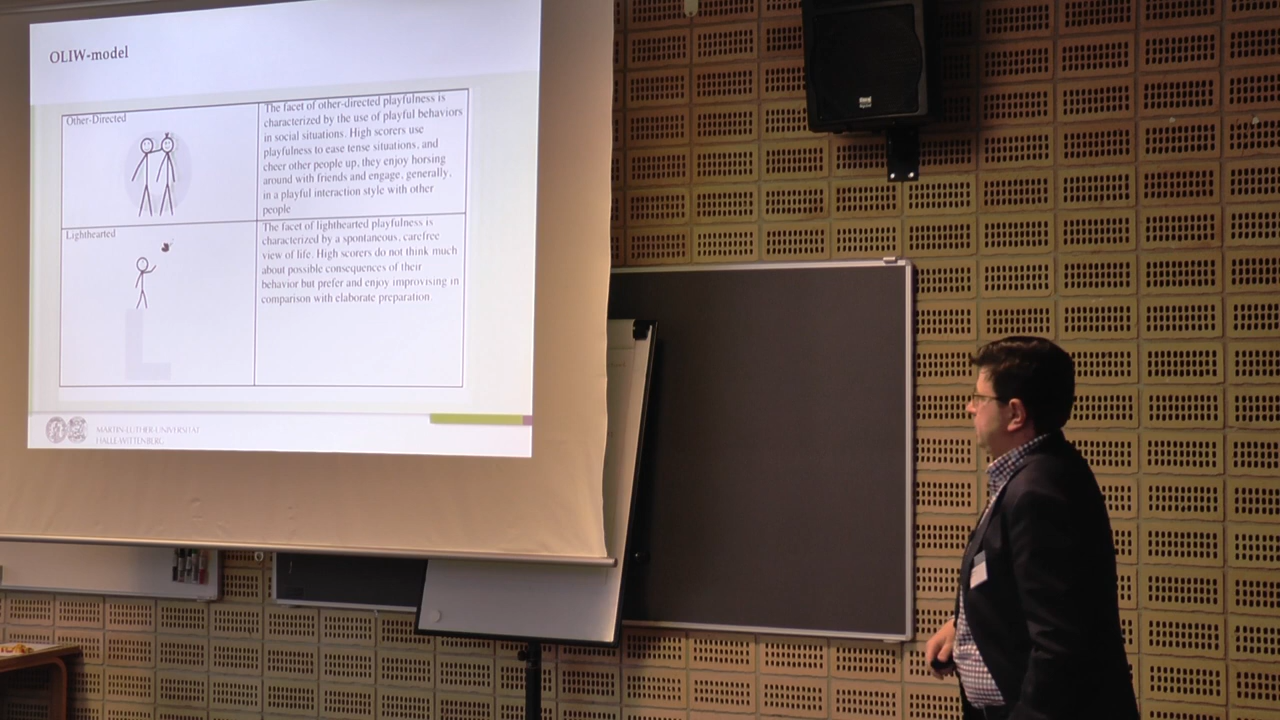 OLIW-model
Other-Directed
The facet of other-directed playfulness is
characterized by the use of playful behaviors
in social situations. High scorers use
playfulness to ease tense situations, and
cheer other people up, they enjoy horsing
around with friends and engage, generally,
in a playful interaction style with other
people
Lighthearted
The facet of lighthearted playfulness is
characterized by a spontaneous, carefree
view of life. High scorers do not think much
about possible consequences of their
behavior but prefer and enjoy improvising in
comparison with elaborate preparation.
MARTIN-LUTHER-UNIVERSITÄT
HALLE-WITTENBERG